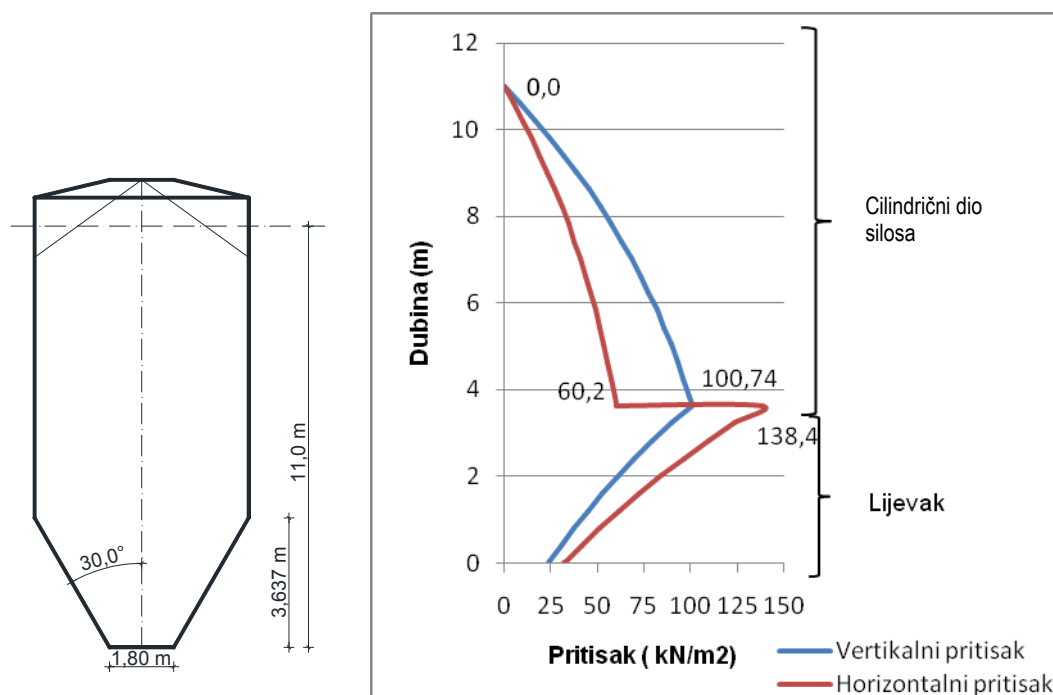 30,0°
1,80 m
3,637 m
11,0 m
12
10
8
6
4
2
0
0 25 50 75 100 125 150
Dubina (m)
Pritisak ( kN/m2)
0,0
60,2
100,74
138,4
Cilindrični dio
silosa
Lijevak
Vertikalni pritisak
Horizontalni pritisak